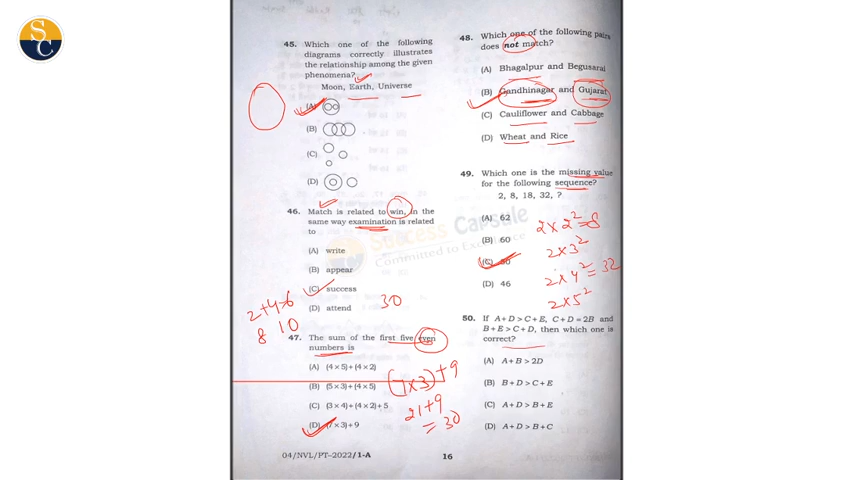 S
C
45. Which one of the following
diagrams correctly illustrates
the relationship among the given
phenomena?
Moon, Earth, Universe
(A)
(B)
(C)
(D)
46. Match is related to win, in the
same way examination is related
to
(A) write
(B) appear
(C) success
(D) attend
30
2+4+6
8 10
47. The sum of the first five even
numbers is
(A) (4×5)+(4×2)
(B) (5×3)+(4×5)
(C) (3×4)+(4×2)+5
(D) (7×3)+9
(7×3)+9
21+9
=30
04/NVL/PT-2022/1-A
16
48. Which one of the following pairs
does not match?
(A) Bhagalpur and Begusarai
(B) Gandhinagar and Gujarat
(C) Cauliflower and Cabbage
(D) Wheat and Rice
49. Which one is the missing value
for the following sequence?
2, 8, 18, 32, ?
(A) 62
(B) 60
(C) 50
(D) 46
2×2²=8
2×3²
2×4²=32
2×5²
Success Capsule
Committed to Excellence
50. If A+D>C+E, C+D=2B and
B+E>C+D, then which one is
correct?
(A) A+B>2D
(B) B+D>C+E
(C) A+D>B+E
(D) A+D>B+C